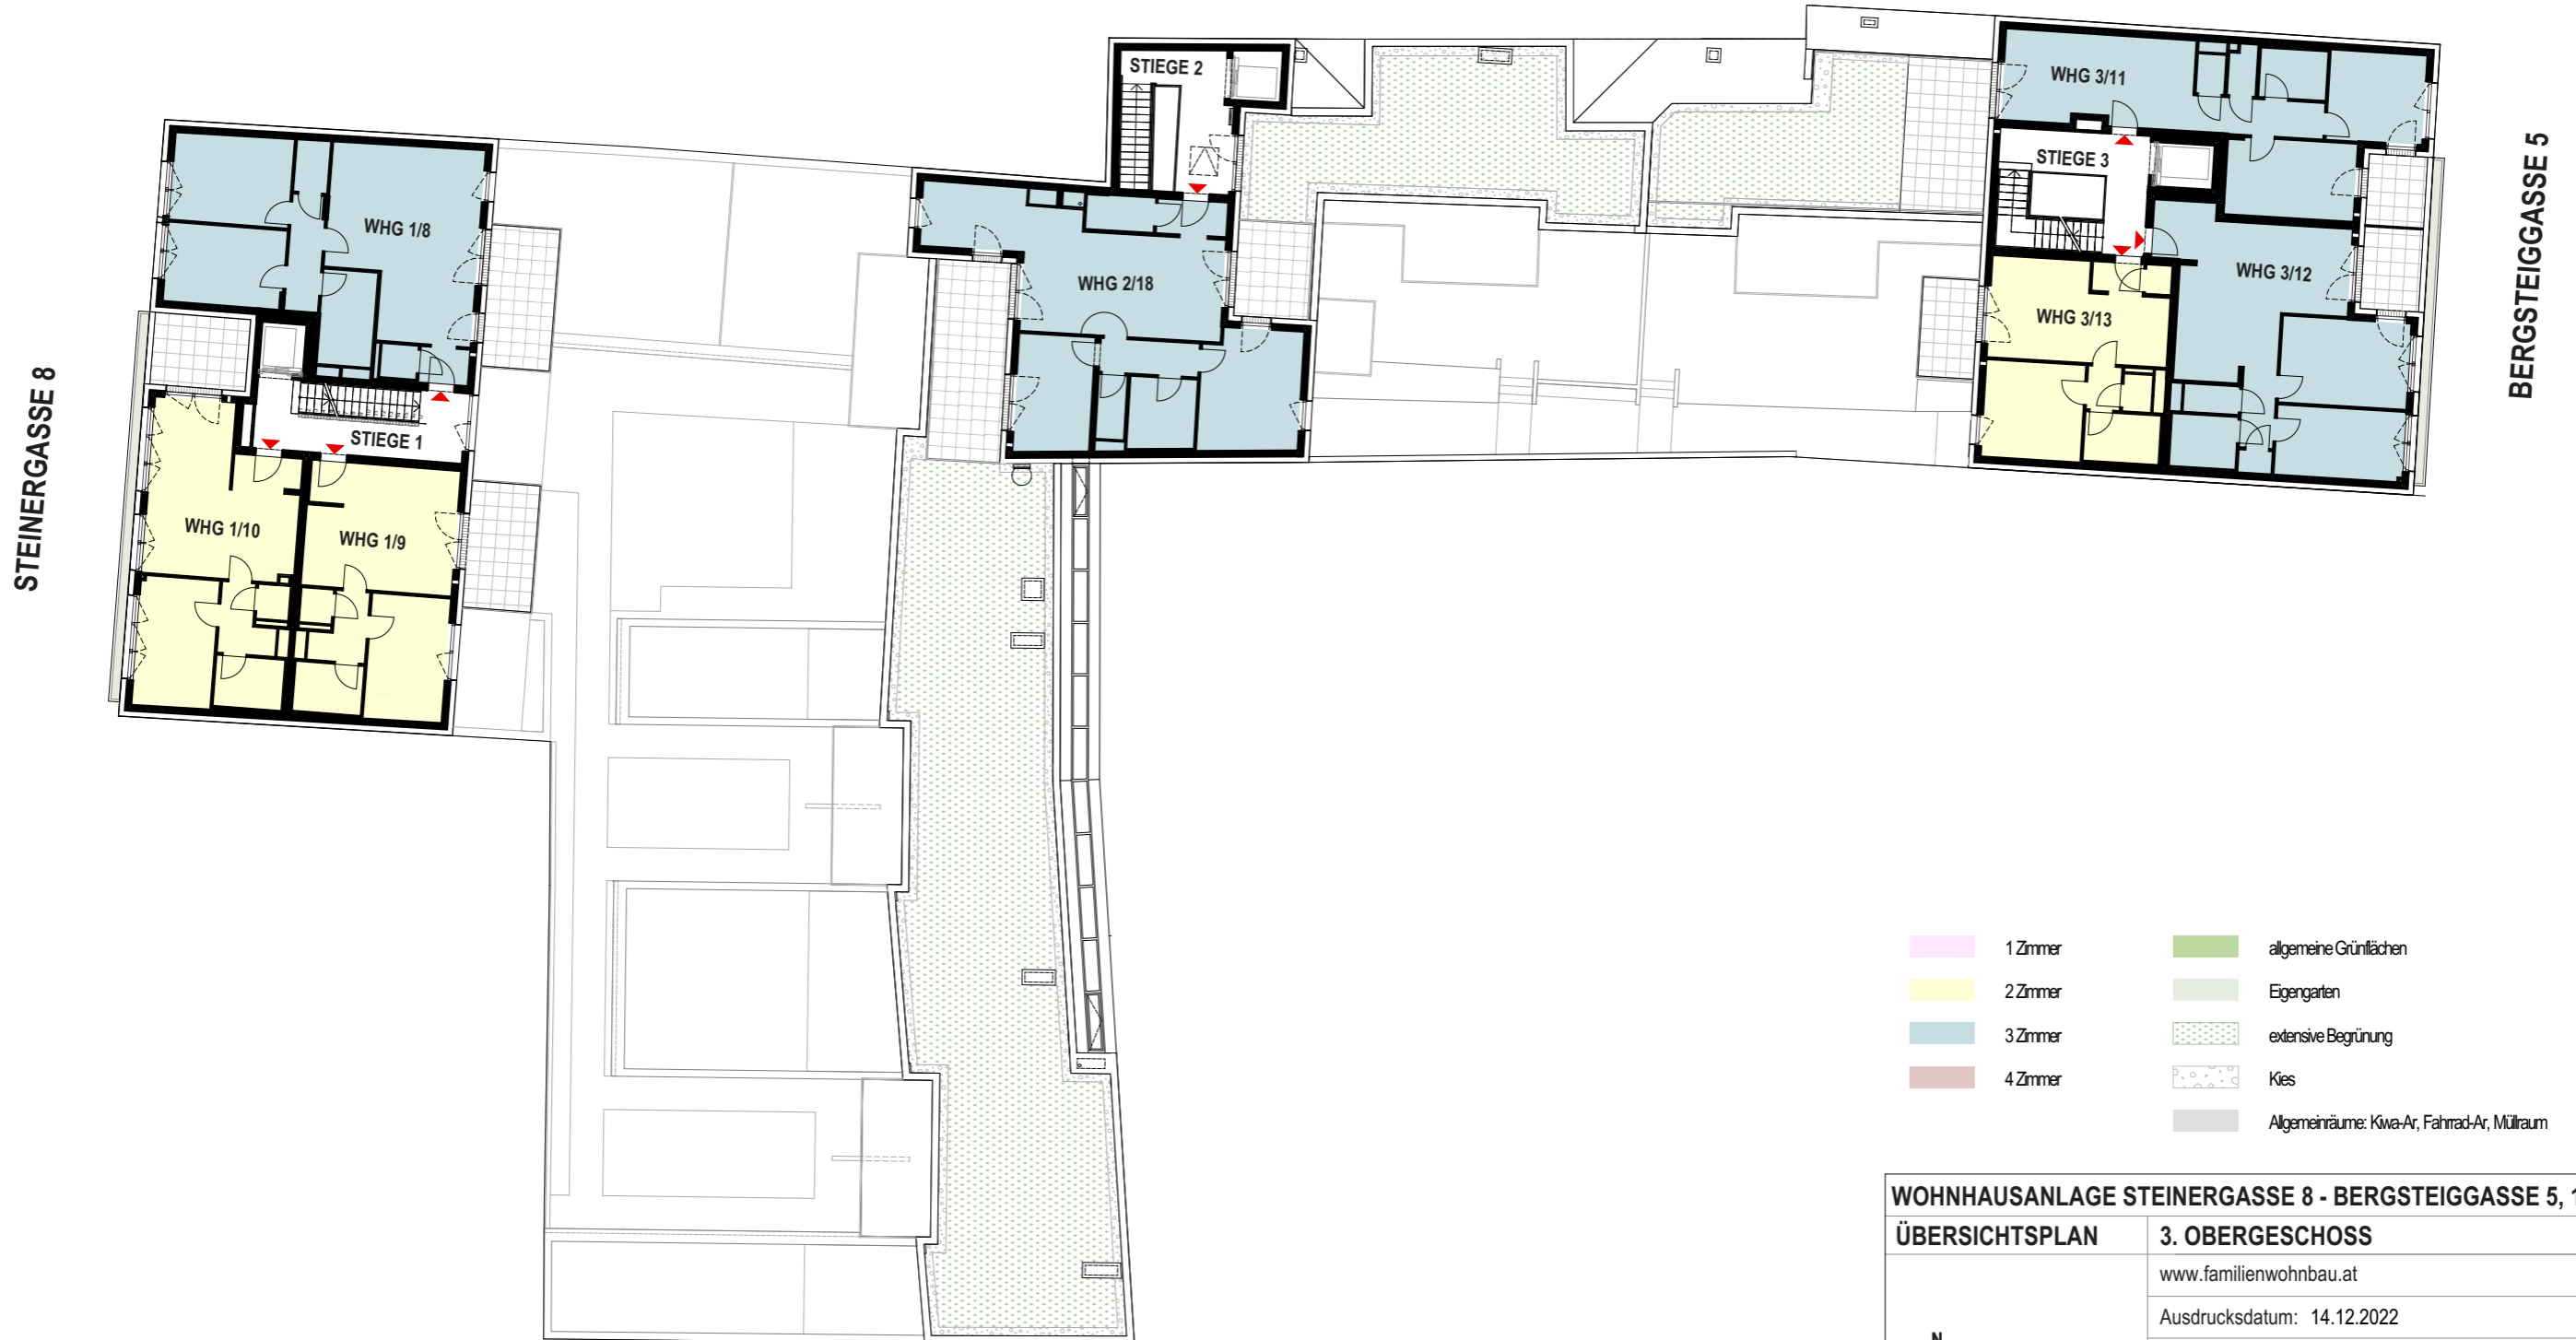 STIEGE 2
WHG 3/11
STIEGE 3
BERGSTEIGGASSE 5
WHG 1/8
WHG 2/18
WHG 3/12
WHG 3/13
STIEGE 1
STEINERGASSE 8
WHG 1/10
WHG 1/9
1 Zimmer
allgemeine Grünflächen
2 Zimmer
Eigengarten
3 Zimmer
extensive Begrünung
4 Zimmer
Kies
Allgemeinräume: Kiwa-Ar, Fahrrad-Ar, Müllraum
WOHNHAUSANLAGE STEINERGASSE 8 - BERGSTEIGGASSE 5, 1
ÜBERSICHTSPLAN
3. OBERGESCHOSS
www.familienwohnbau.at
Ausdrucksdatum: 14.12.2022
N